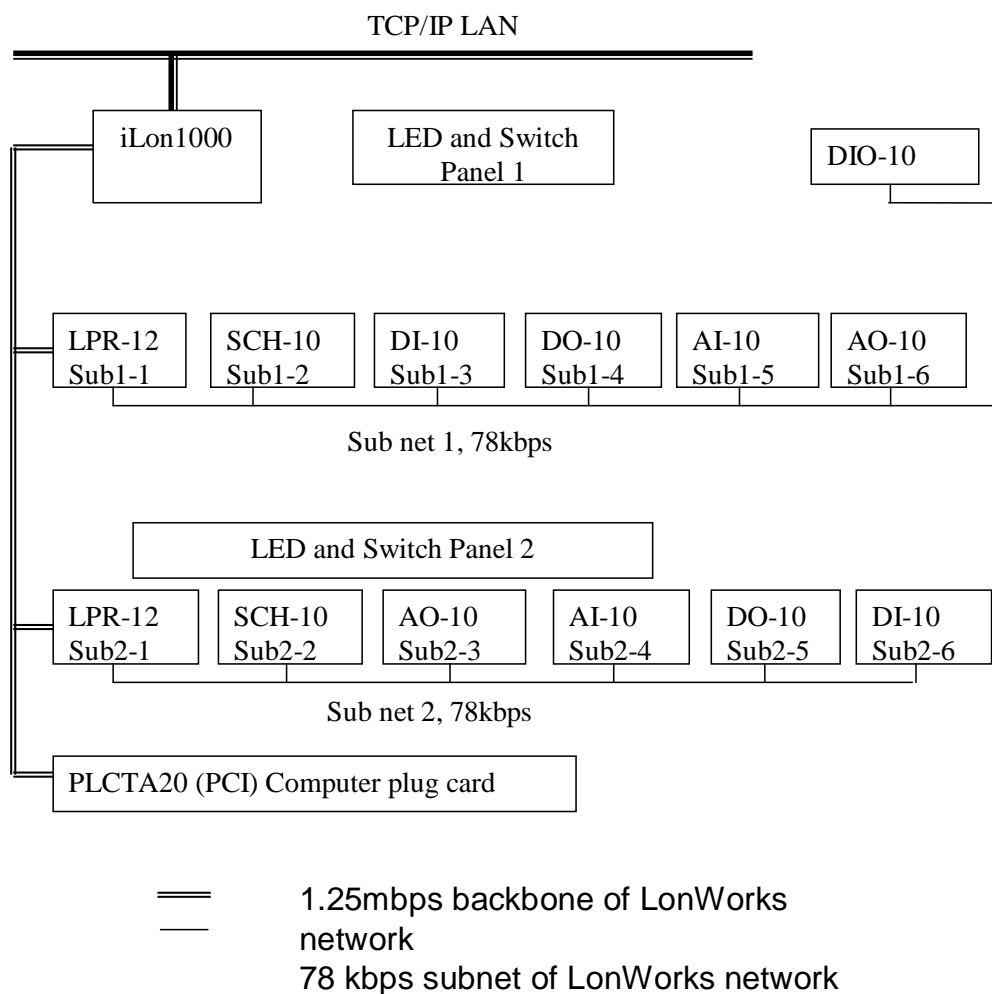 TCP/IP LAN
iLon1000
LED and Switch
Panel 1
DIO-10
LPR-12
Sub1-1
SCH-10
Sub1-2
DI-10
Sub1-3
DO-10
Sub1-4
AI-10
Sub1-5
AO-10
Sub1-6
Sub net 1, 78kbps
LED and Switch Panel 2
LPR-12
Sub2-1
SCH-10
Sub2-2
AO-10
Sub2-3
AI-10
Sub2-4
DO-10
Sub2-5
DI-10
Sub2-6
Sub net 2, 78kbps
PLCTA20 (PCI) Computer plug card
1.25mbps backbone of LonWorks
network
78 kbps subnet of LonWorks network